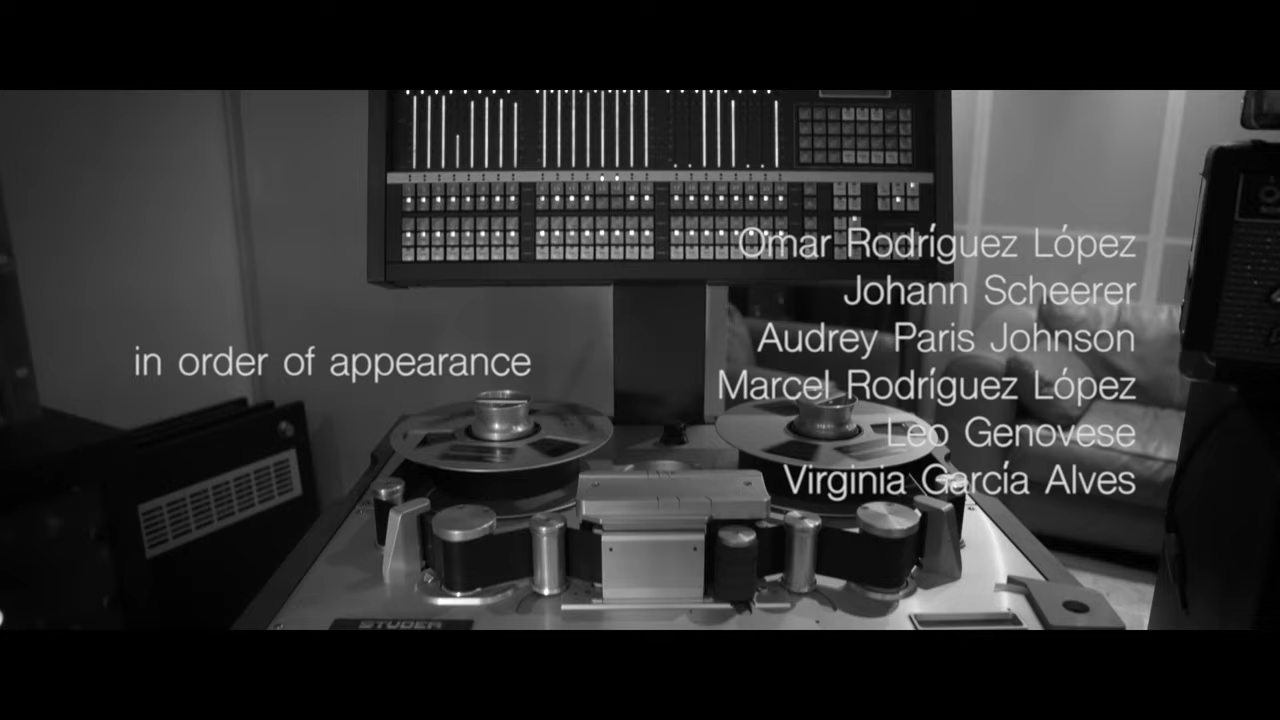 in order of appearance
Omar Rodríguez López
Johann Scheerer
Audrey Paris Johnson
Marcel Rodríguez López
Leo Genovese
Virginia García Alves
STUDER